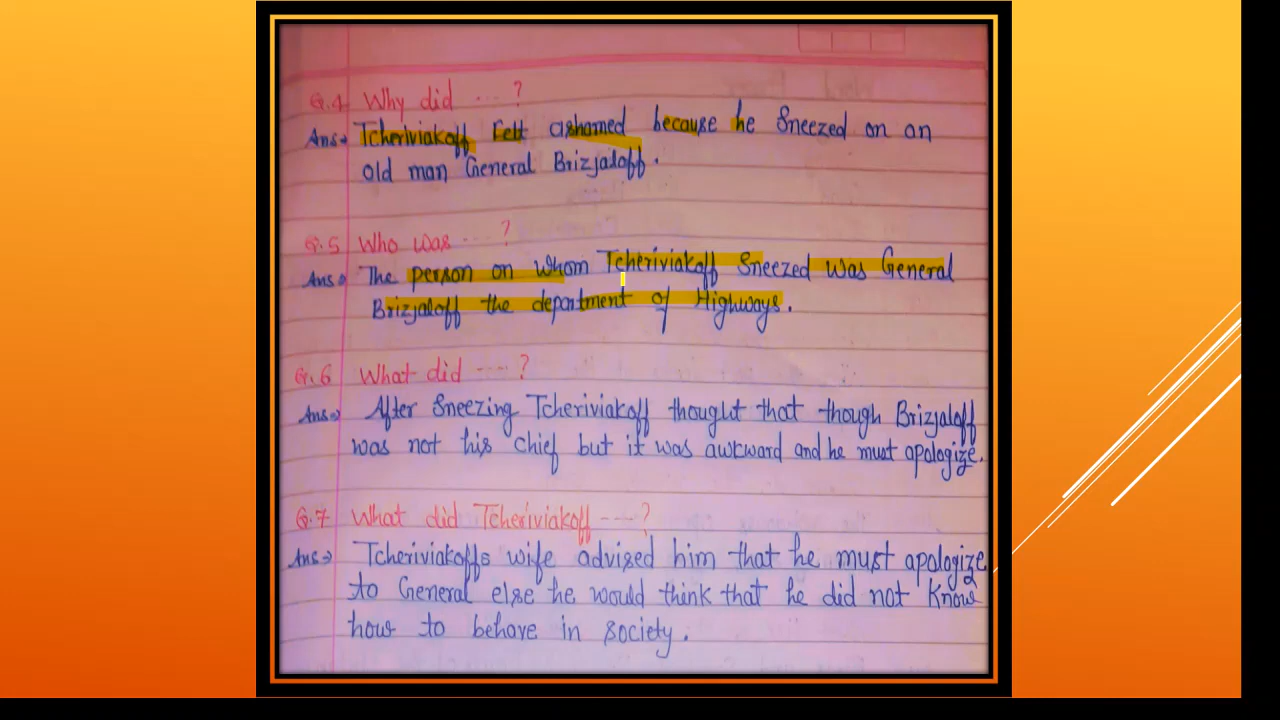 Q.4 Why did ....?
Ans→ Tcheriviakoff Felt ashamed because he Sneezed on an
old man General Brizjaloff.
Q.5 Who was ....?
Ans→ The person on whom Tcheriviakoff Sneezed was General
Brizjaloff the department of Highways.
Q.6 What did ....?
Ans→ After Sneezing Tcheriviakoff thought that though Brizjaloff
was not his chief but it was awkward and he must apologize.
Q.7 What did Tcheriviakoff ---?
Ans→ Tcheriviakoffs wife advized him that he must apologize
to General else he would think that he did not know
how to behave in society.